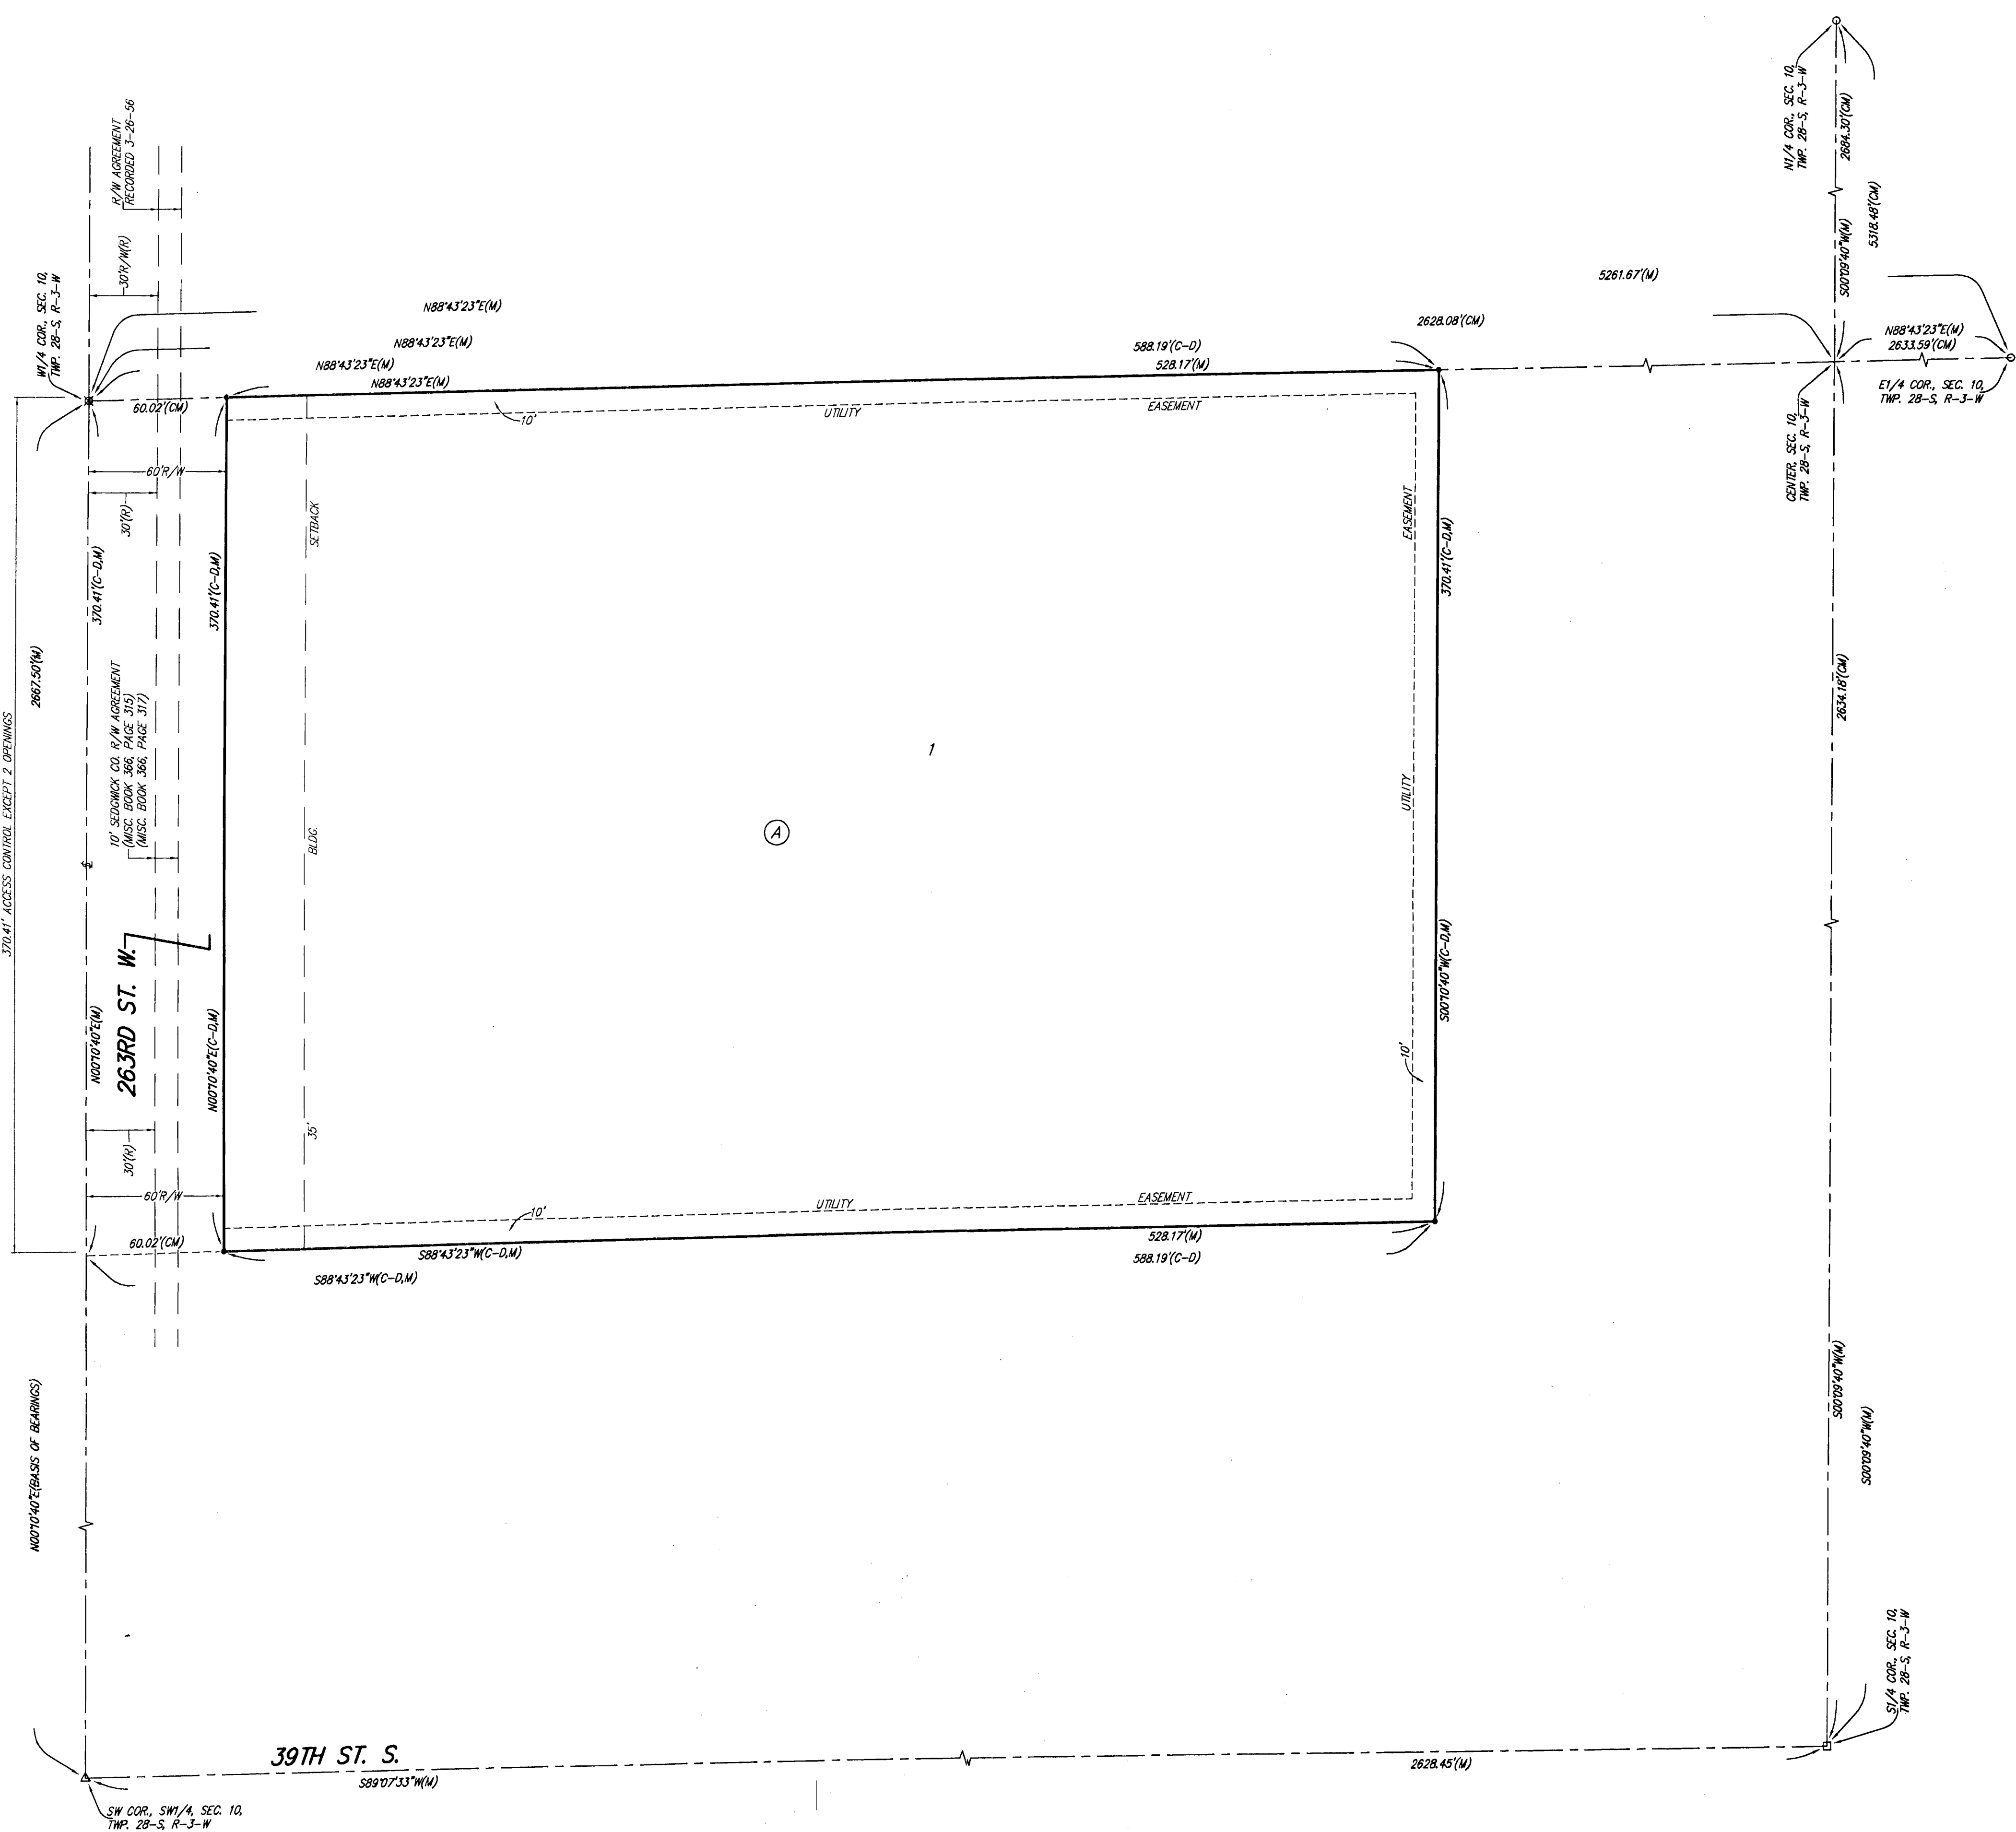 N1/4 COR., SEC. 10,
TWP. 28-S, R-3-W
2684.30'(CM)
5318.48'(CM)
S00°09'40"W(M)
R/W AGREEMENT
RECORDED 3-26-56
30'R/W(R)
W1/4 COR., SEC. 10,
TWP. 28-S, R-3-W
N88°43'23"E(M)
5261.67'(M)
N88°43'23"E(M)
588.19'(C-D)
2628.08'(CM)
N88°43'23"E(M)
528.17'(M)
N88°43'23"E(M)
N88°43'23"E(M)
2633.59'(CM)
E1/4 COR., SEC. 10,
TWP. 28-S, R-3-W
CENTER, SEC. 10,
TWP. 28-S, R-3-W
60.02'(CM)
10'
UTILITY
EASEMENT
60'R/W
30'(R)
SETBACK
EASEMENT
370.41'(C-D,M)
370.41'(C-D,M)
370.41'(C-D,M)
2667.50'(M)
370.41' ACCESS CONTROL EXCEPT 2 OPENINGS
10' SEDGWICK CO. R/W AGREEMENT
(MISC. BOOK 366, PAGE 315)
(MISC. BOOK 366, PAGE 317)
2634.18'(CM)
1
A
BLDG.
UTILITY
263RD ST. W.
N00°10'40"E(M)
N00°10'40"E(C-D,M)
S00°10'40"W(C-D,M)
10'
35'
30'(R)
60'R/W
10'
UTILITY
EASEMENT
60.02'(CM)
S88°43'23"W(C-D,M)
528.17'(M)
S88°43'23"W(C-D,M)
588.19'(C-D)
N00°10'40"E(BASIS OF BEARINGS)
S00°09'40"W(M)
S00°09'40"W(M)
S1/4 COR., SEC. 10,
TWP. 28-S, R-3-W
39TH ST. S.
S89°07'33"W(M)
2628.45'(M)
SW COR., SW1/4, SEC. 10,
TWP. 28-S, R-3-W